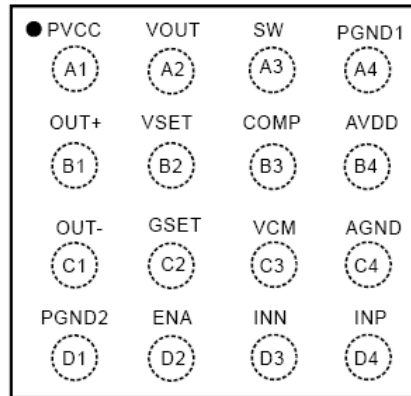 PVCC VOUT SW PGND1
A1 A2 A3 A4
OUT+ VSET COMP AVDD
B1 B2 B3 B4
OUT- GSET VCM AGND
C1 C2 C3 C4
PGND2 ENA INN INP
D1 D2 D3 D4